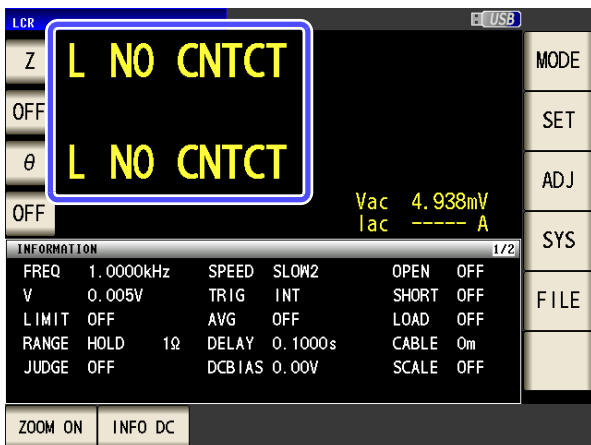 LCR USB
Z L NO CNTCT MODE
OFF SET
θ L NO CNTCT ADJ
OFF Vac 4.938mV
Iac ----- A SYS
INFORMATION 1/2
FREQ 1.0000kHz SPEED SLOW2 OPEN OFF
V 0.005V TRIG INT SHORT OFF FILE
LIMIT OFF AVG OFF LOAD OFF
RANGE HOLD 1Ω DELAY 0.1000s CABLE 0m
JUDGE OFF DCBIAS 0.00V SCALE OFF
ZOOM ON INFO DC